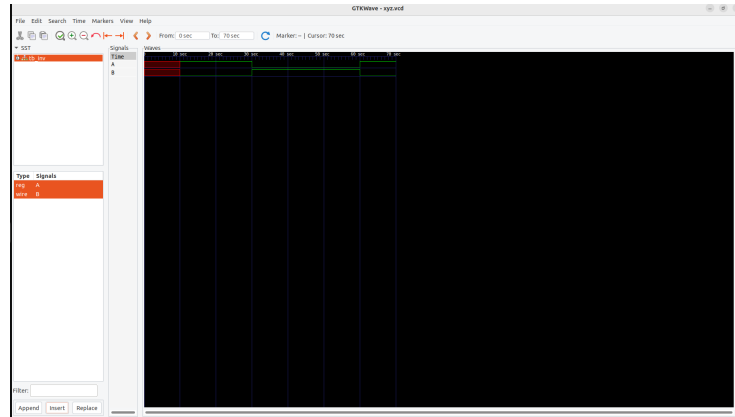 GTKWave - xyz.vcd
File Edit Search Time Markers View Help
From: 0 sec To: 70 sec Marker: -- | Cursor: 70 sec
SST
tb_inv
Signals
Time
A
B
Waves
10 sec 20 sec 30 sec 40 sec 50 sec 60 sec 70 sec
Type Signals
reg A
wire B
Filter:
Append Insert Replace